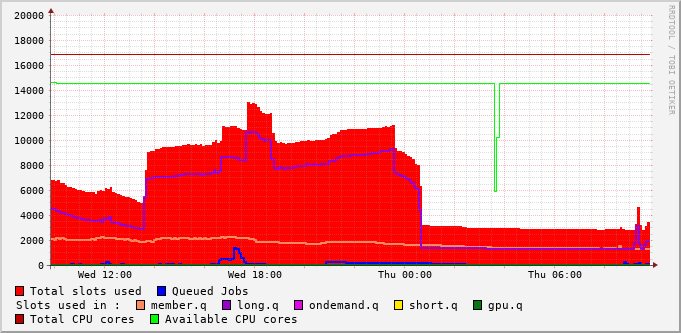 20000
18000
16000
14000
12000
10000
8000
6000
4000
2000
0
Wed 12:00 Wed 18:00 Thu 00:00 Thu 06:00
RRDTOOL / TOBI OETIKER
Total slots used Queued Jobs
Slots used in : member.q long.q ondemand.q short.q gpu.q
Total CPU cores Available CPU cores